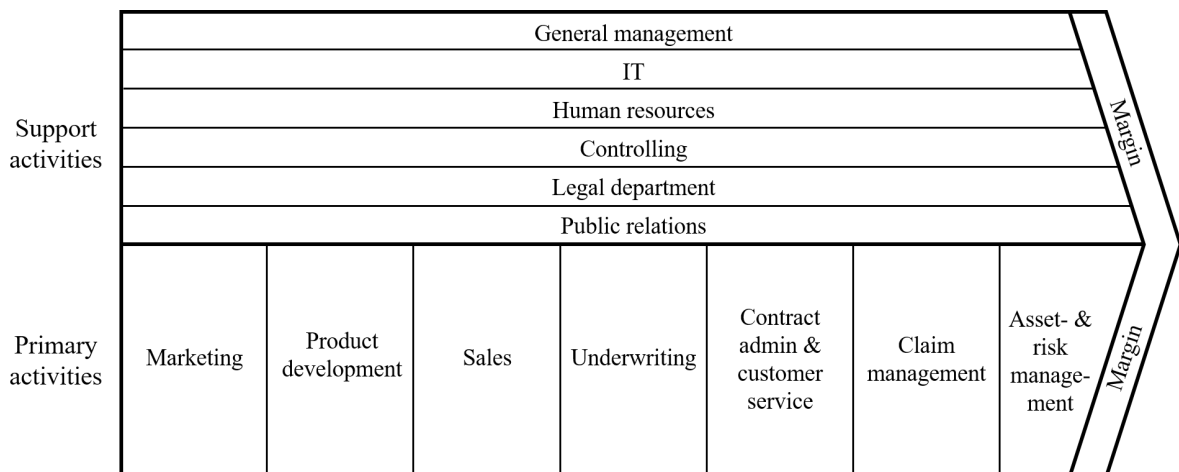 General management
IT
Human resources
Controlling
Legal department
Public relations
Support
activities
Margin
Primary
activities
Marketing
Product
development
Sales
Underwriting
Contract
admin &
customer
service
Claim
management
Asset- &
risk
manage-
ment
Margin